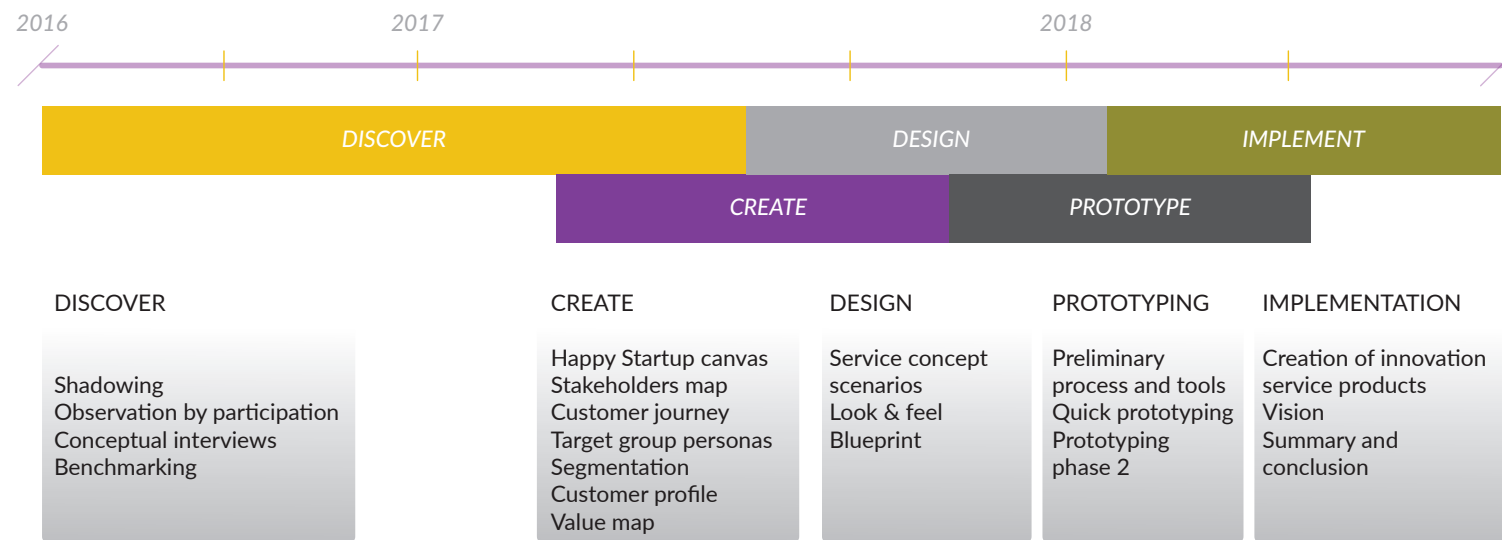 2016
2017
2018
DISCOVER
DESIGN
IMPLEMENT
CREATE
PROTOTYPE
DISCOVER
Shadowing
Observation by participation
Conceptual interviews
Benchmarking
CREATE
Happy Startup canvas
Stakeholders map
Customer journey
Target group personas
Segmentation
Customer profile
Value map
DESIGN
Service concept
scenarios
Look & feel
Blueprint
PROTOTYPING
Preliminary
process and tools
Quick prototyping
Prototyping
phase 2
IMPLEMENTATION
Creation of innovation
service products
Vision
Summary and
conclusion